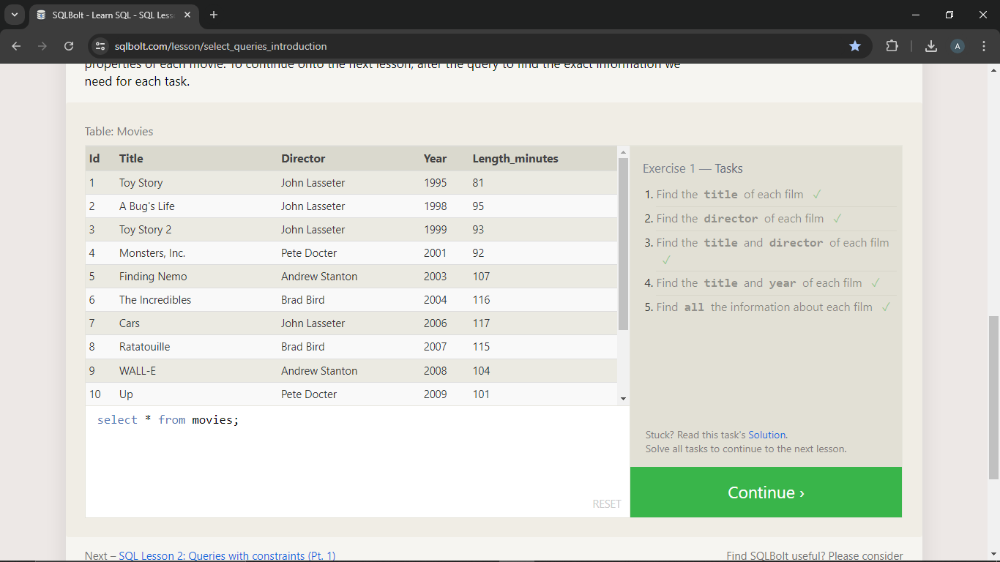 SQLBolt - Learn SQL - SQL Less
sqlbolt.com/lesson/select_queries_introduction
A
properties of each movie. To continue onto the next lesson, alter the query to find the exact information we
need for each task.
Table: Movies
Id Title Director Year Length_minutes
1 Toy Story John Lasseter 1995 81
2 A Bug's Life John Lasseter 1998 95
3 Toy Story 2 John Lasseter 1999 93
4 Monsters, Inc. Pete Docter 2001 92
5 Finding Nemo Andrew Stanton 2003 107
6 The Incredibles Brad Bird 2004 116
7 Cars John Lasseter 2006 117
8 Ratatouille Brad Bird 2007 115
9 WALL-E Andrew Stanton 2008 104
10 Up Pete Docter 2009 101
select * from movies;
RESET
Exercise 1 — Tasks
1. Find the title of each film ✓
2. Find the director of each film ✓
3. Find the title and director of each film
✓
4. Find the title and year of each film ✓
5. Find all the information about each film ✓
Stuck? Read this task's Solution.
Solve all tasks to continue to the next lesson.
Continue ›
Next – SQL Lesson 2: Queries with constraints (Pt. 1)
Find SQLBolt useful? Please consider